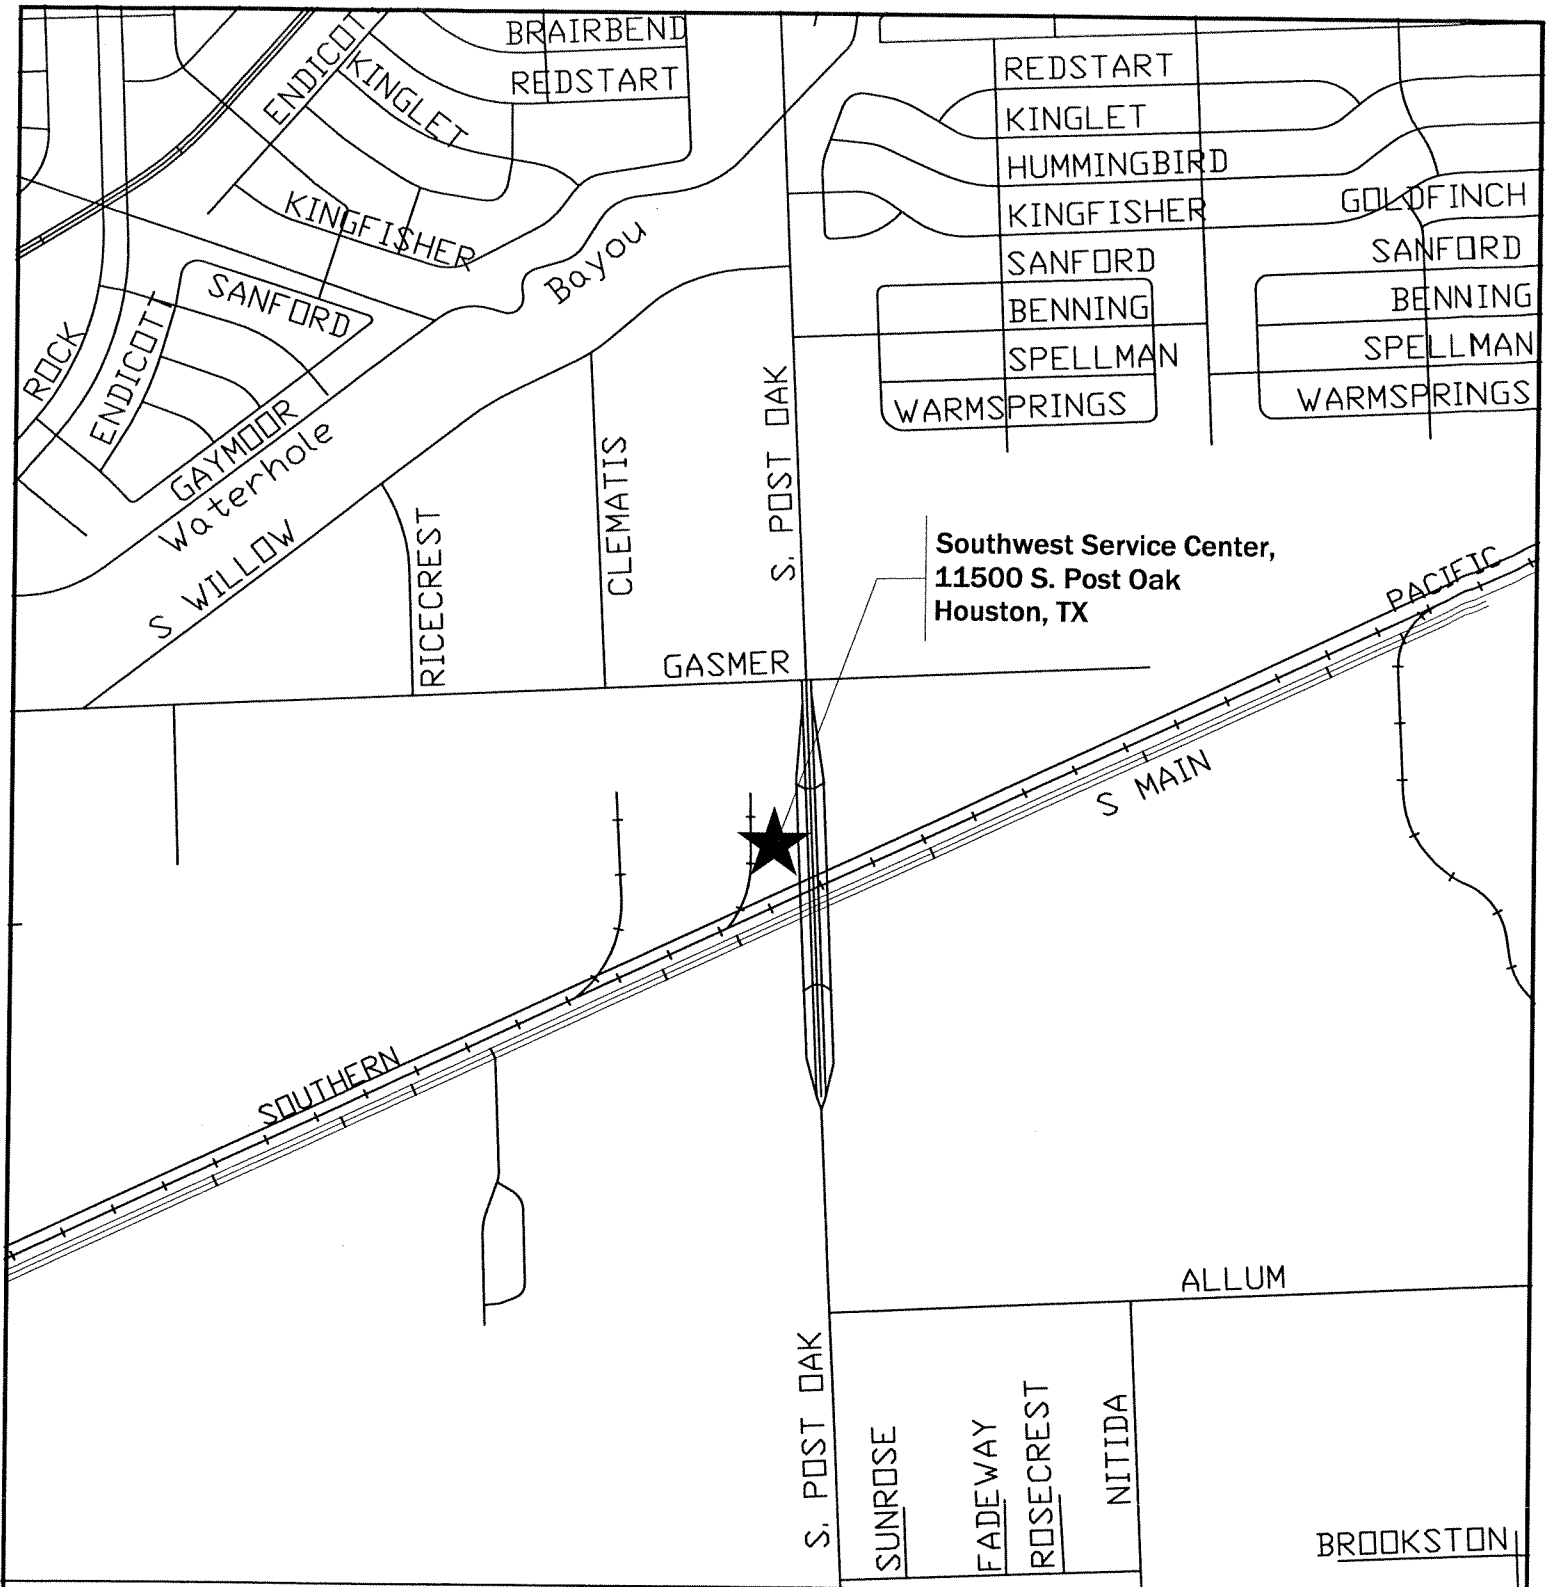 BRAIRBEND
REDSTART
ENDICOT
KINGLET
KINGFISHER
SANFORD
ROCK
ENDICOTT
GAYMOOR
Waterhole
Bayou
S WILLOW
RICECREST
CLEMATIS
S. POST OAK
REDSTART
KINGLET
HUMMINGBIRD
KINGFISHER
GOLDFINCH
SANFORD
SANFORD
BENNING
BENNING
SPELLMAN
SPELLMAN
WARMSPRINGS
WARMSPRINGS
Southwest Service Center,
11500 S. Post Oak
Houston, TX
PACIFIC
GASMER
S MAIN
SOUTHERN
ALLUM
S. POST OAK
SUNROSE
FADEWAY
ROSECREST
NITIDA
BROOKSTON